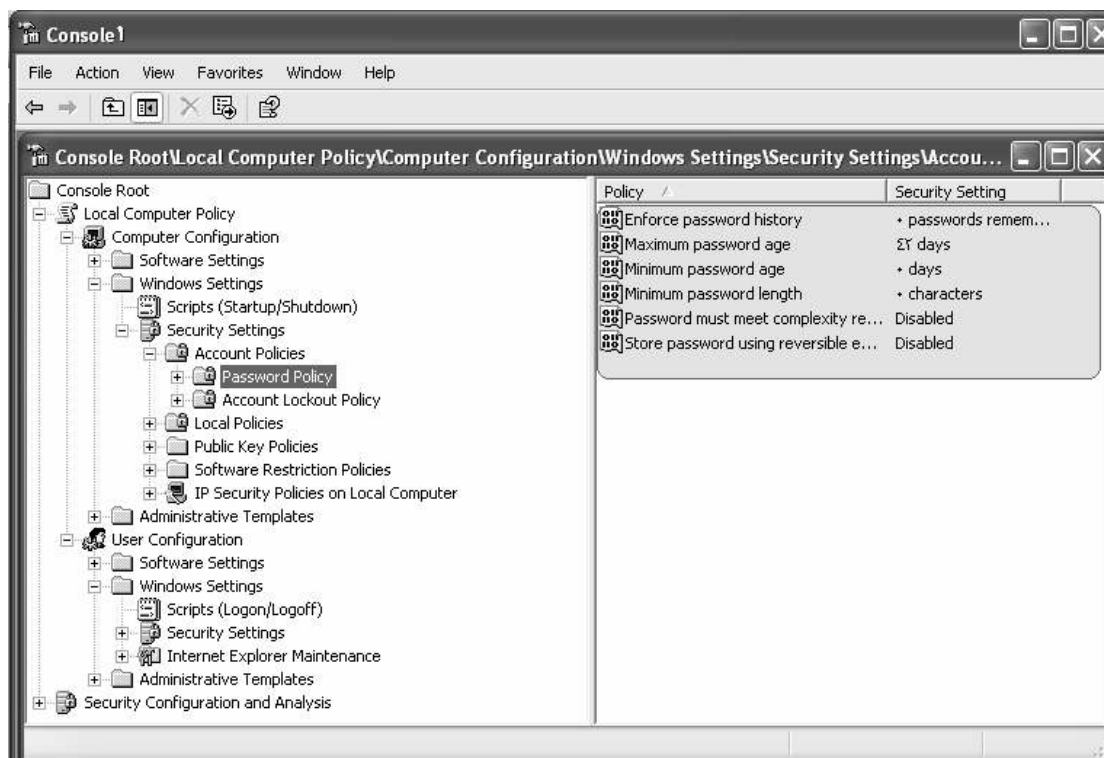 Console1
File Action View Favorites Window Help
Console Root\Local Computer Policy\Computer Configuration\Windows Settings\Security Settings\Accou...
Console Root
Local Computer Policy
Computer Configuration
Software Settings
Windows Settings
Scripts (Startup/Shutdown)
Security Settings
Account Policies
Password Policy
Account Lockout Policy
Local Policies
Public Key Policies
Software Restriction Policies
IP Security Policies on Local Computer
Administrative Templates
User Configuration
Software Settings
Windows Settings
Scripts (Logon/Logoff)
Security Settings
Internet Explorer Maintenance
Administrative Templates
Security Configuration and Analysis
Policy Security Setting
Enforce password history ٠ passwords remem...
Maximum password age ٤٢ days
Minimum password age ٠ days
Minimum password length ٠ characters
Password must meet complexity re... Disabled
Store password using reversible e... Disabled